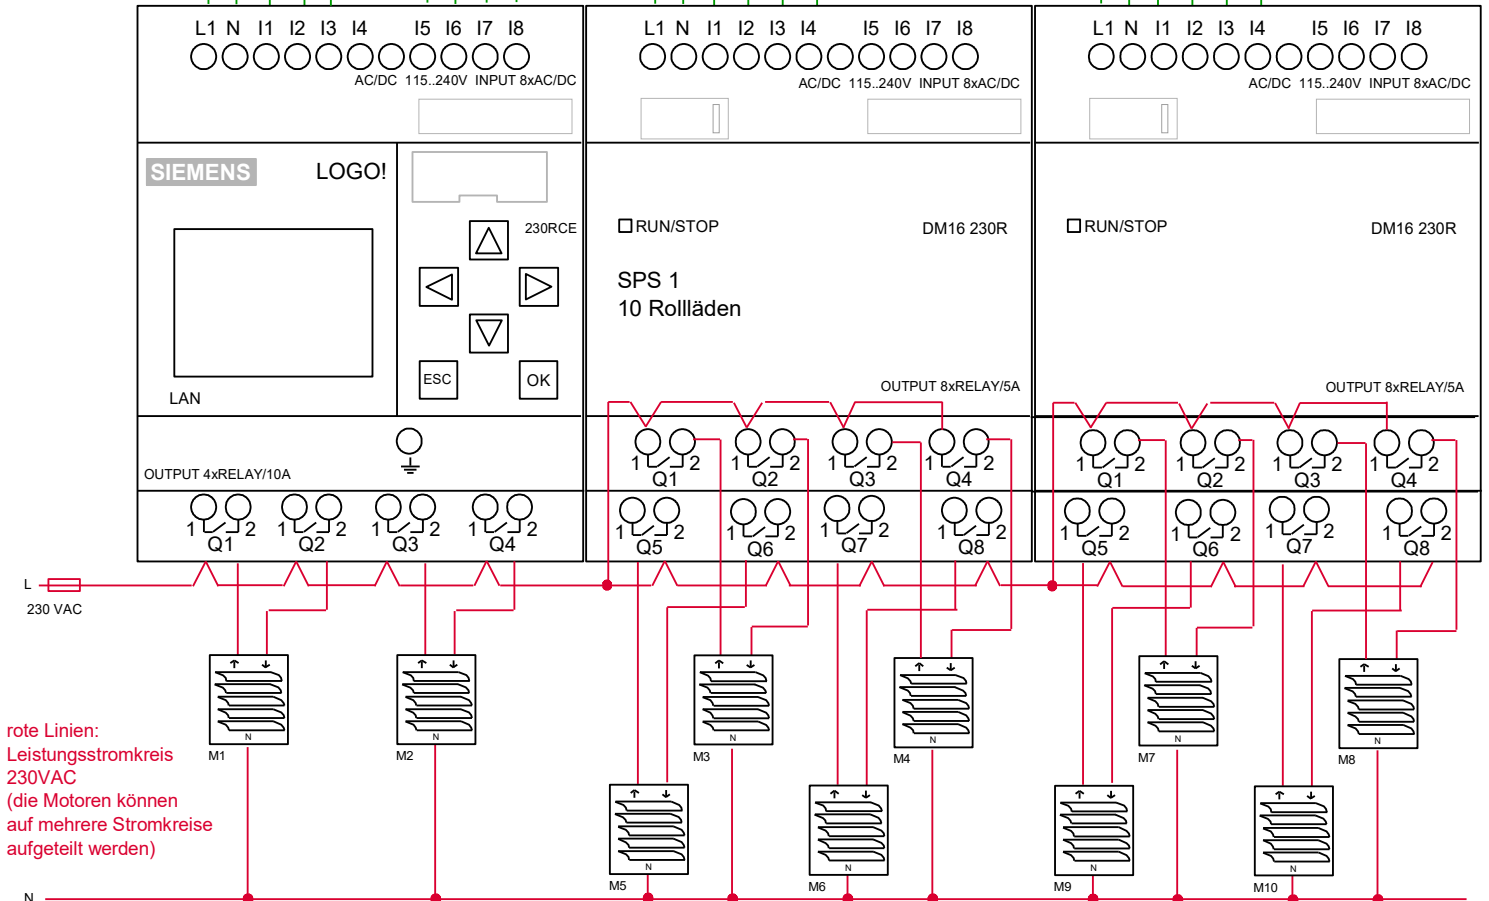 L1 N I1 I2 I3 I4 I5 I6 I7 I8
AC/DC 115..240V INPUT 8xAC/DC
SIEMENS LOGO!
230RCE
ESC OK
LAN
OUTPUT 4xRELAY/10A
1 2 1 2 1 2 1 2
Q1 Q2 Q3 Q4
L1 N I1 I2 I3 I4 I5 I6 I7 I8
AC/DC 115..240V INPUT 8xAC/DC
RUN/STOP DM16 230R
SPS 1
10 Rollläden
OUTPUT 8xRELAY/5A
1 2 1 2 1 2 1 2
Q1 Q2 Q3 Q4
1 2 1 2 1 2 1 2
Q5 Q6 Q7 Q8
L1 N I1 I2 I3 I4 I5 I6 I7 I8
AC/DC 115..240V INPUT 8xAC/DC
RUN/STOP DM16 230R
OUTPUT 8xRELAY/5A
1 2 1 2 1 2 1 2
Q1 Q2 Q3 Q4
1 2 1 2 1 2 1 2
Q5 Q6 Q7 Q8
L
230 VAC
N N N N N N
M1 M2 M3 M4 M7 M8
rote Linien:
Leistungsstromkreis
230VAC
(die Motoren können
auf mehrere Stromkreise
aufgeteilt werden)
N N N N
M5 M6 M9 M10
N